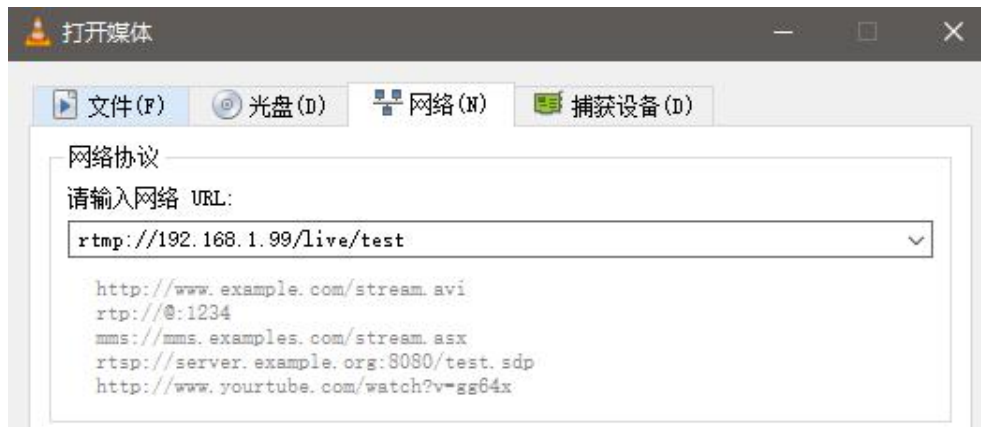 打开媒体
文件(F) 光盘(D) 网络(N) 捕获设备(D)
网络协议
请输入网络 URL:
rtmp://192.168.1.99/live/test
http://www.example.com/stream.avi
rtp://@:1234
mms://mms.examples.com/stream.asx
rtsp://server.example.org:8080/test.sdp
http://www.yourtube.com/watch?v=gg64x